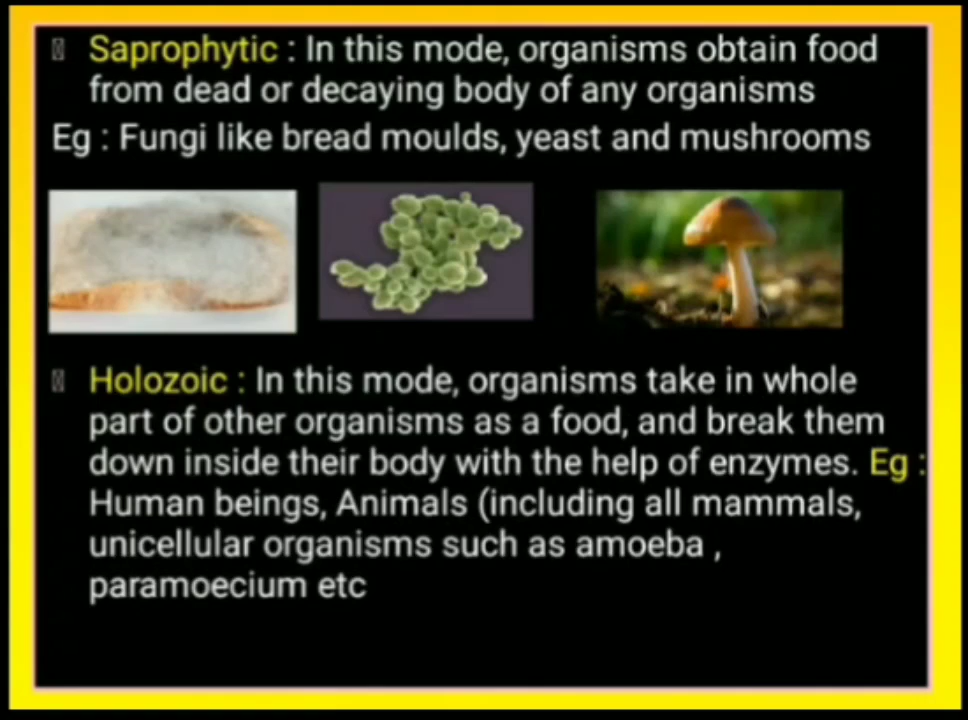 Saprophytic : In this mode, organisms obtain food
from dead or decaying body of any organisms
Eg : Fungi like bread moulds, yeast and mushrooms
Holozoic : In this mode, organisms take in whole
part of other organisms as a food, and break them
down inside their body with the help of enzymes. Eg :
Human beings, Animals (including all mammals,
unicellular organisms such as amoeba ,
paramoecium etc